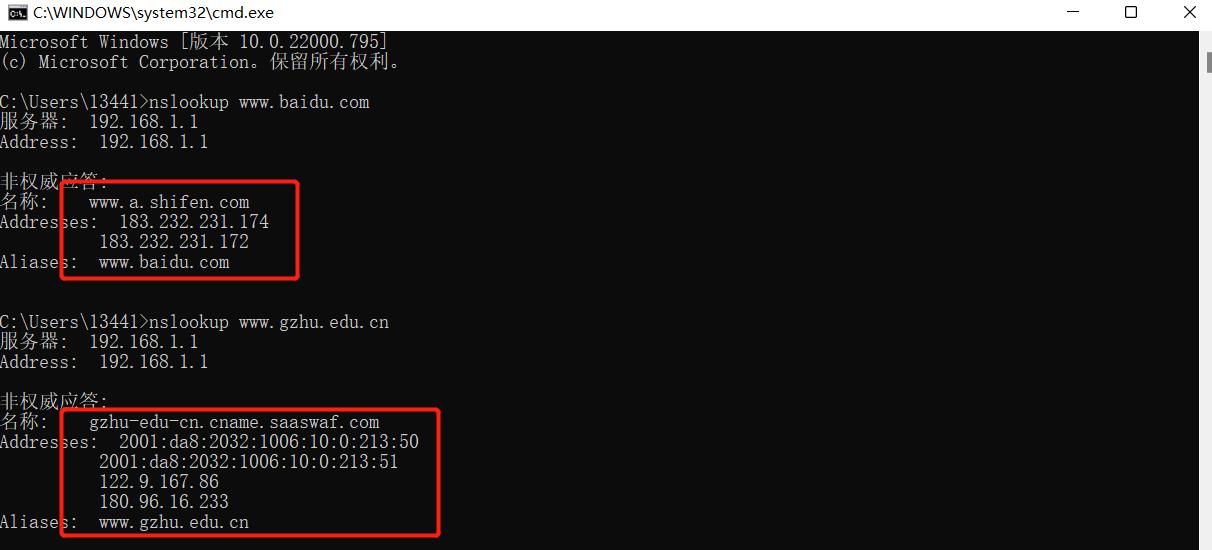 C:\WINDOWS\system32\cmd.exe
Microsoft Windows [版本 10.0.22000.795]
(c) Microsoft Corporation。保留所有权利。
C:\Users\13441>nslookup www.baidu.com
服务器:  192.168.1.1
Address:  192.168.1.1
非权威应答:
名称:    www.a.shifen.com
Addresses:  183.232.231.174
183.232.231.172
Aliases:  www.baidu.com
C:\Users\13441>nslookup www.gzhu.edu.cn
服务器:  192.168.1.1
Address:  192.168.1.1
非权威应答:
名称:    gzhu-edu-cn.cname.saaswaf.com
Addresses:  2001:da8:2032:1006:10:0:213:50
2001:da8:2032:1006:10:0:213:51
122.9.167.86
180.96.16.233
Aliases:  www.gzhu.edu.cn